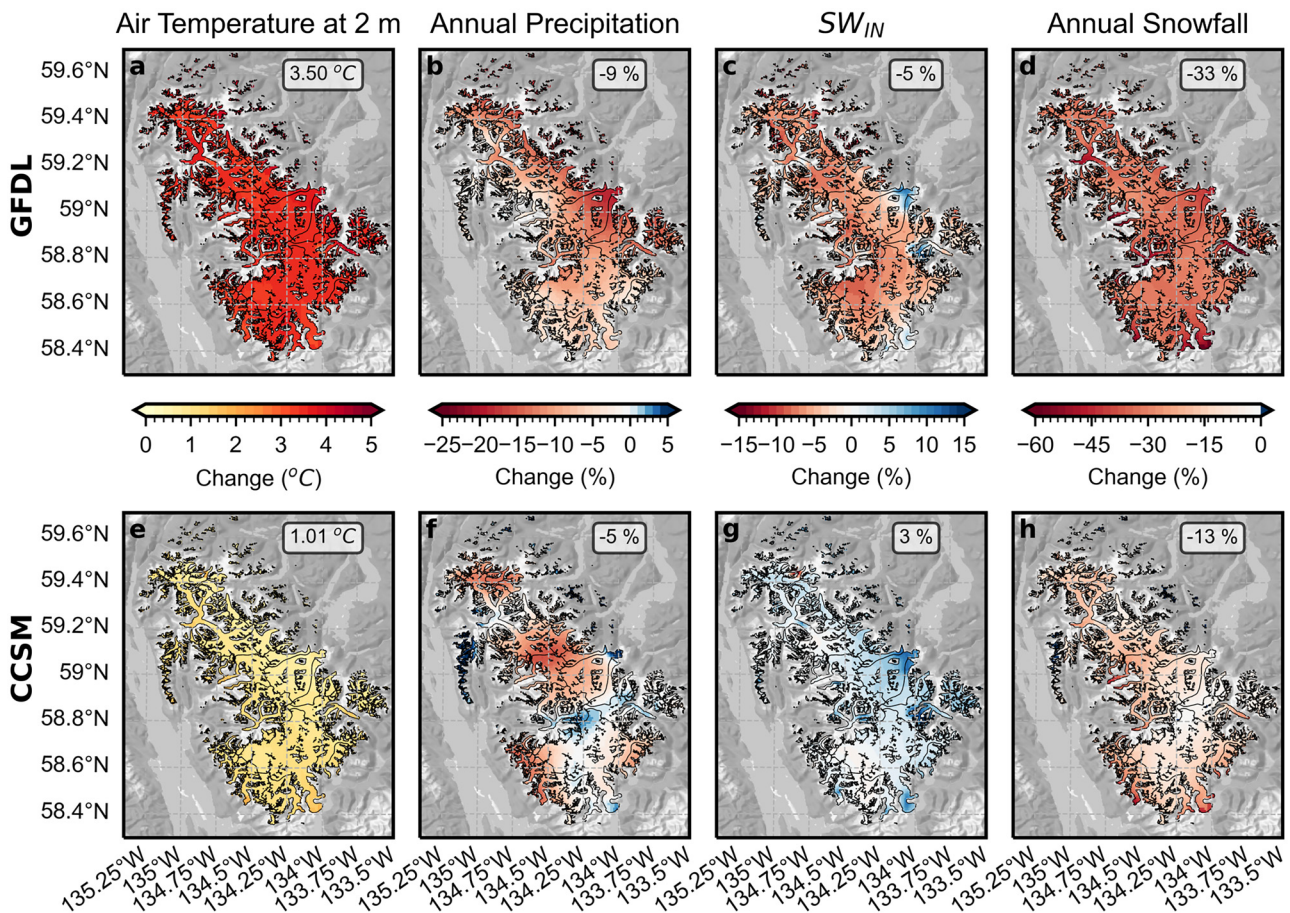 Air Temperature at 2 m
Annual Precipitation
SW_IN
Annual Snowfall
GFDL
59.6°N
59.4°N
59.2°N
59°N
58.8°N
58.6°N
58.4°N
a
3.50 °C
b
-9 %
c
-5 %
d
-33 %
0 1 2 3 4 5
Change (°C)
−25 −20 −15 −10 −5 0 5
Change (%)
−15 −10 −5 0 5 10 15
Change (%)
−60 −45 −30 −15 0
Change (%)
CCSM
59.6°N
59.4°N
59.2°N
59°N
58.8°N
58.6°N
58.4°N
e
1.01 °C
f
-5 %
g
3 %
h
-13 %
135.25°W 135°W 134.75°W 134.5°W 134.25°W 134°W 133.75°W 133.5°W
135.25°W 135°W 134.75°W 134.5°W 134.25°W 134°W 133.75°W 133.5°W
135.25°W 135°W 134.75°W 134.5°W 134.25°W 134°W 133.75°W 133.5°W
135.25°W 135°W 134.75°W 134.5°W 134.25°W 134°W 133.75°W 133.5°W